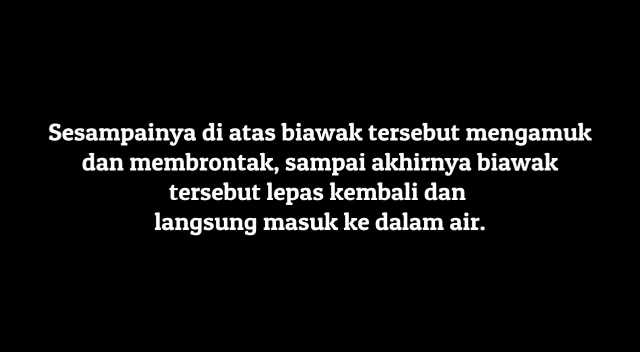 Sesampainya di atas biawak tersebut mengamuk
dan membrontak, sampai akhirnya biawak
tersebut lepas kembali dan
langsung masuk ke dalam air.